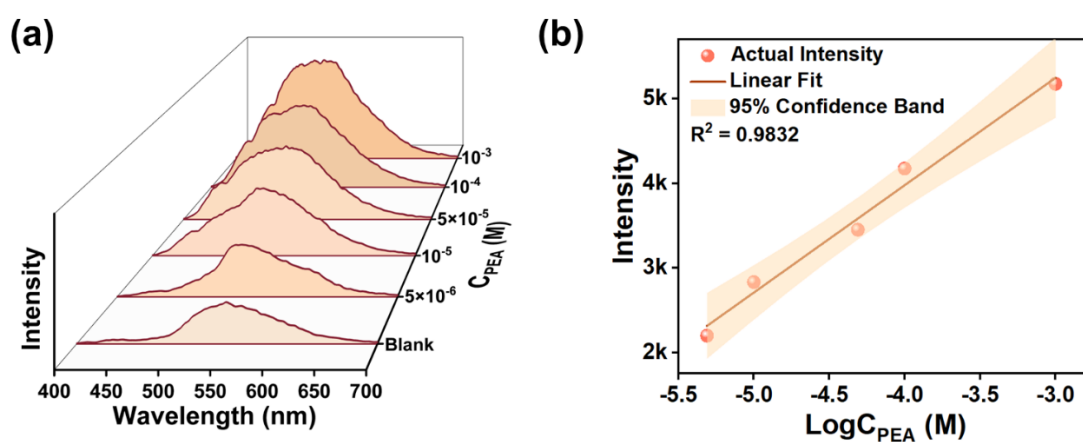 (a)
Intensity
400 450 500 550 600 650 700
Wavelength (nm)
10⁻³
10⁻⁴
5×10⁻⁵
10⁻⁵
5×10⁻⁶
Blank
C_PEA (M)
(b)
Actual Intensity
Linear Fit
95% Confidence Band
R² = 0.9832
Intensity
5k
4k
3k
2k
-5.5 -5.0 -4.5 -4.0 -3.5 -3.0
LogC_PEA (M)